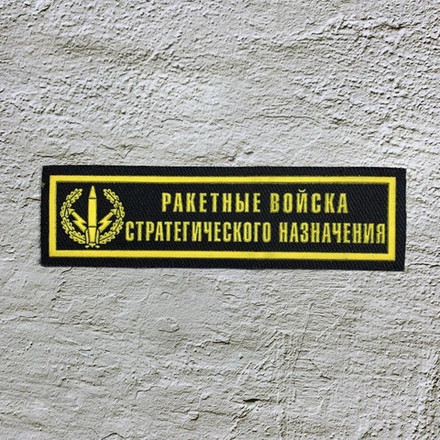 РАКЕТНЫЕ ВОЙСКА
СТРАТЕГИЧЕСКОГО НАЗНАЧЕНИЯ